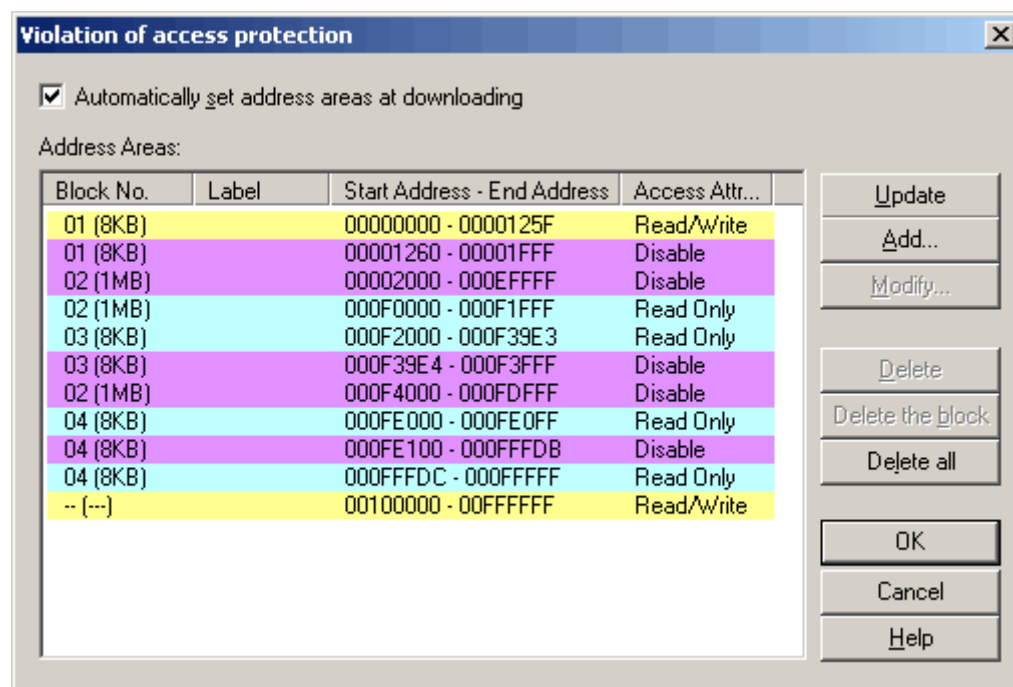 Violation of access protection
Automatically set address areas at downloading
Address Areas:
Block No. Label Start Address - End Address Access Attr...
01 (8KB) 00000000 - 0000125F Read/Write
01 (8KB) 00001260 - 00001FFF Disable
02 (1MB) 00002000 - 000EFFFF Disable
02 (1MB) 000F0000 - 000F1FFF Read Only
03 (8KB) 000F2000 - 000F39E3 Read Only
03 (8KB) 000F39E4 - 000F3FFF Disable
02 (1MB) 000F4000 - 000FDFFF Disable
04 (8KB) 000FE000 - 000FE0FF Read Only
04 (8KB) 000FE100 - 000FFFDB Disable
04 (8KB) 000FFFDC - 000FFFFF Read Only
-- (---) 00100000 - 00FFFFFF Read/Write
Update
Add...
Modify...
Delete
Delete the block
Delete all
OK
Cancel
Help